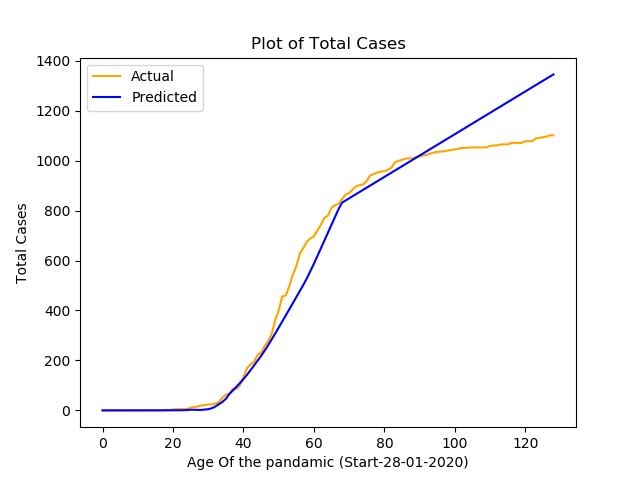 Plot of Total Cases
Actual
Predicted
1400
1200
1000
800
600
400
200
0
Total Cases
0 20 40 60 80 100 120
Age Of the pandamic (Start-28-01-2020)